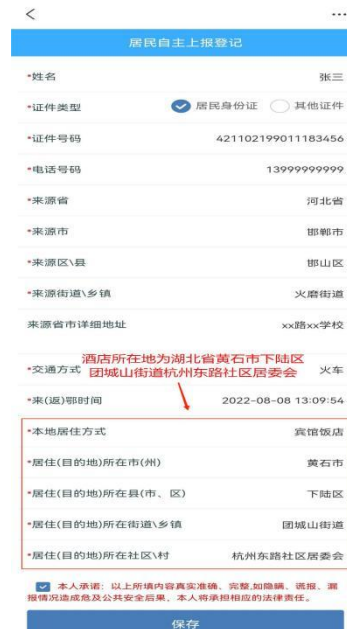 居民自主上报登记
*姓名 张三
*证件类型 居民身份证 其他证件
*证件号码 421102199011183456
*电话号码 13999999999
*来源省 河北省
*来源市 邯郸市
*来源区\县 邯山区
*来源街道\乡镇 火磨街道
来源省市详细地址 xx路xx学校
酒店所在地为湖北省黄石市下陆区
*交通方式 团城山街道杭州东路社区居委会 火车
*来(返)鄂时间 2022-08-08 13:09:54
*本地居住方式 宾馆饭店
*居住(目的地)所在市(州) 黄石市
*居住(目的地)所在县(市、区) 下陆区
*居住(目的地)所在街道\乡镇 团城山街道
*居住(目的地)所在社区\村 杭州东路社区居委会
本人承诺：以上所填内容真实准确、完整,如隐瞒、谎报、漏
报情况造成危及公共安全后果，本人将承担相应的法律责任。
保存